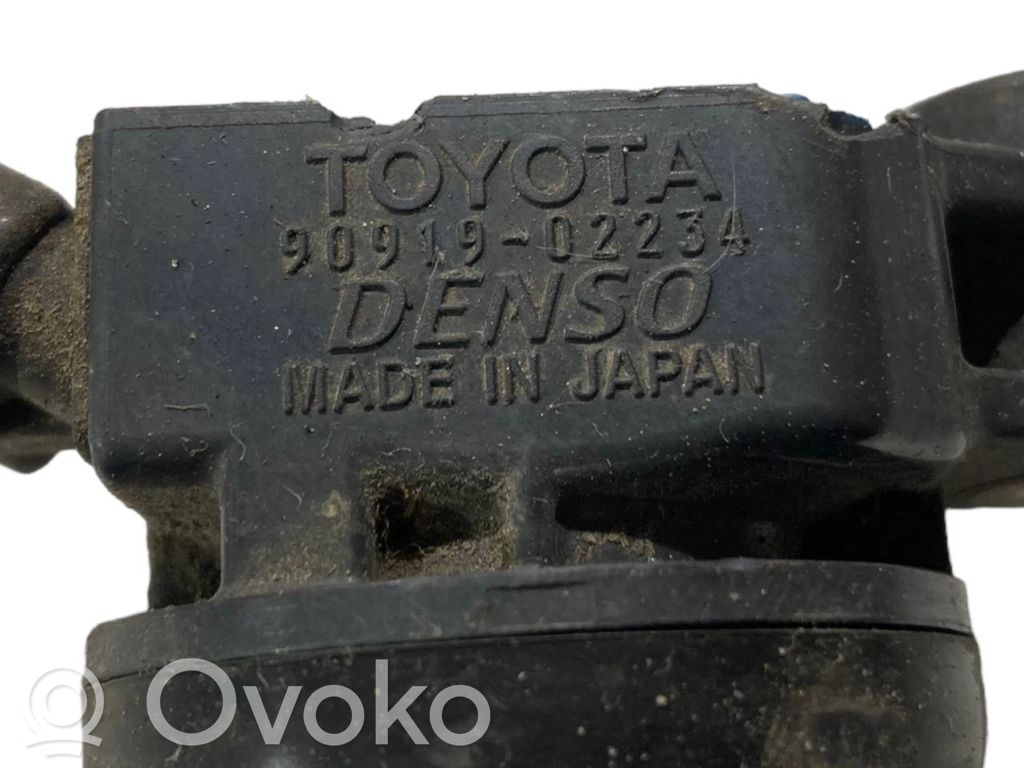 TOYOTA
90919-02234
DENSO
MADE IN JAPAN
Ovoko